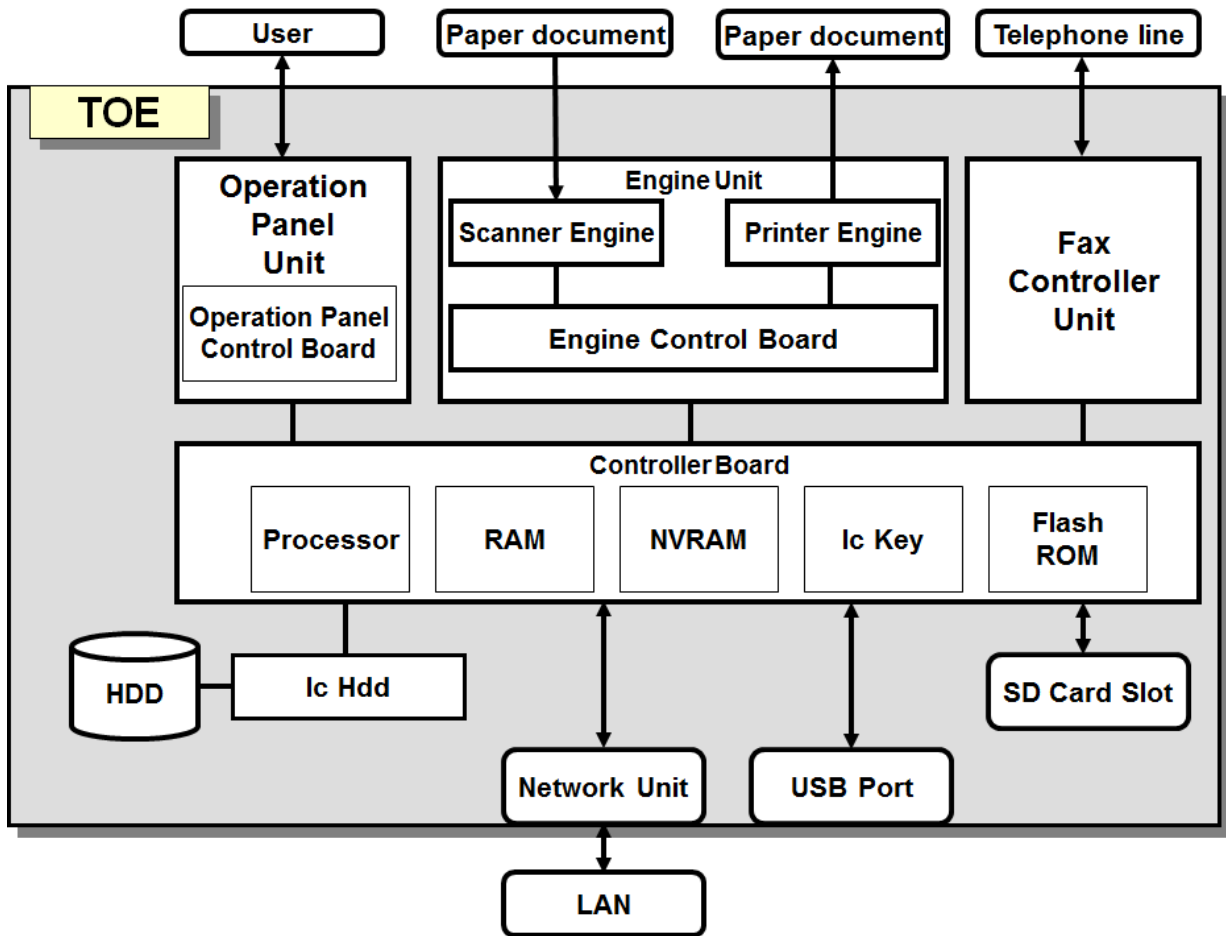 User
Paper document
Paper document
Telephone line
TOE
Operation
Panel
Unit
Operation Panel
Control Board
Engine Unit
Scanner Engine
Printer Engine
Engine Control Board
Fax
Controller
Unit
Controller Board
Processor
RAM
NVRAM
Ic Key
Flash
ROM
HDD
Ic Hdd
SD Card Slot
Network Unit
USB Port
LAN